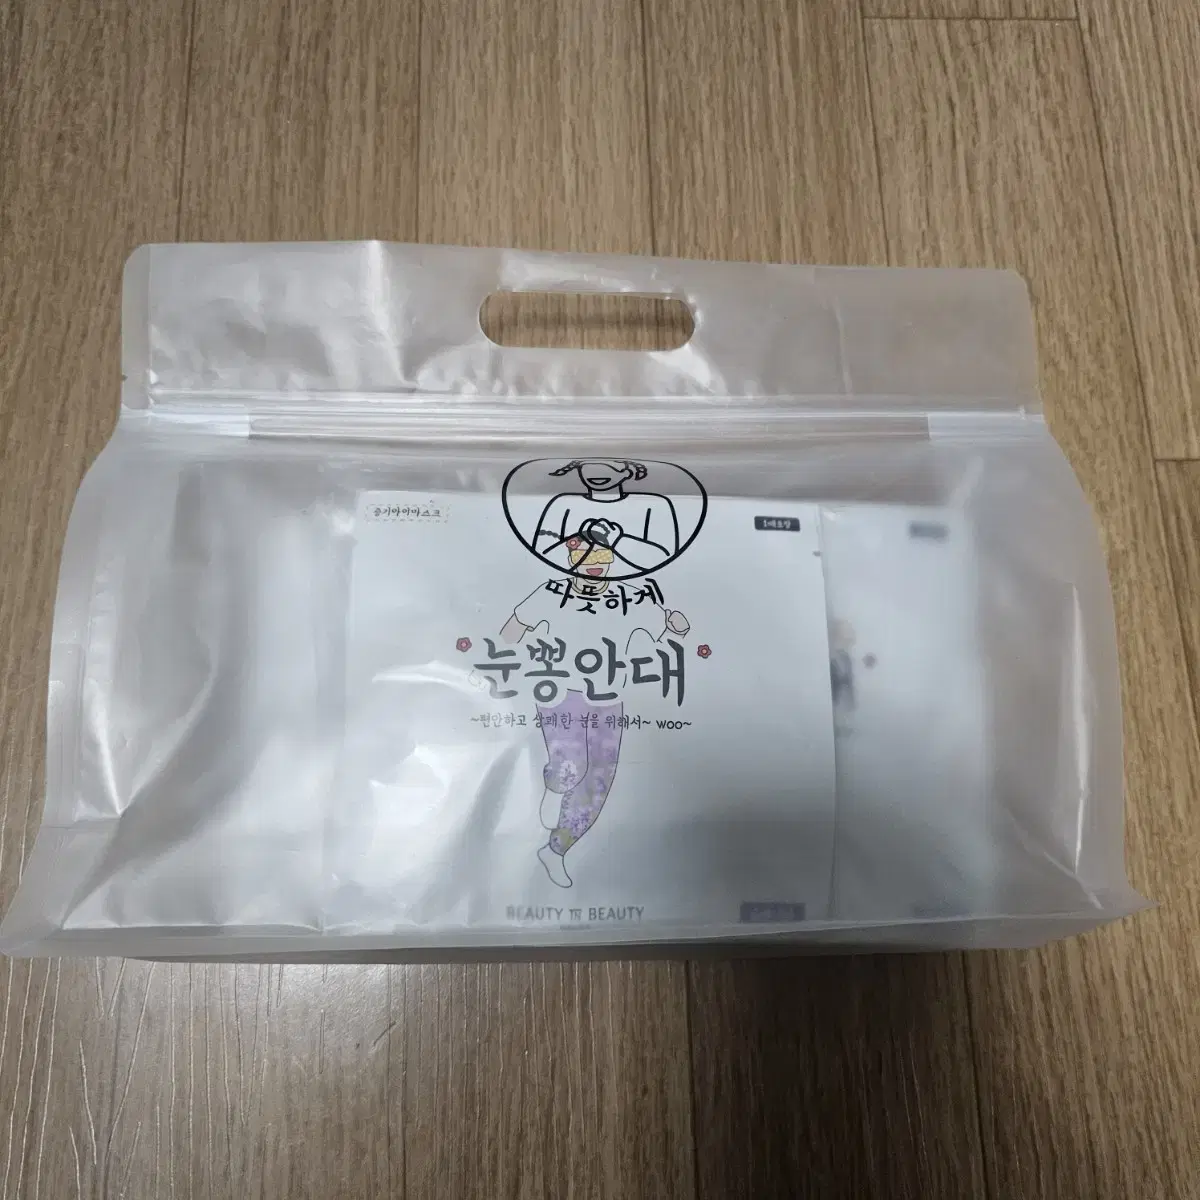 증기아이마스크
1매포장
따뜻하게
눈뽕안대
~편안하고 상쾌한 눈을 위해서~ woo~
BEAUTY IN BEAUTY